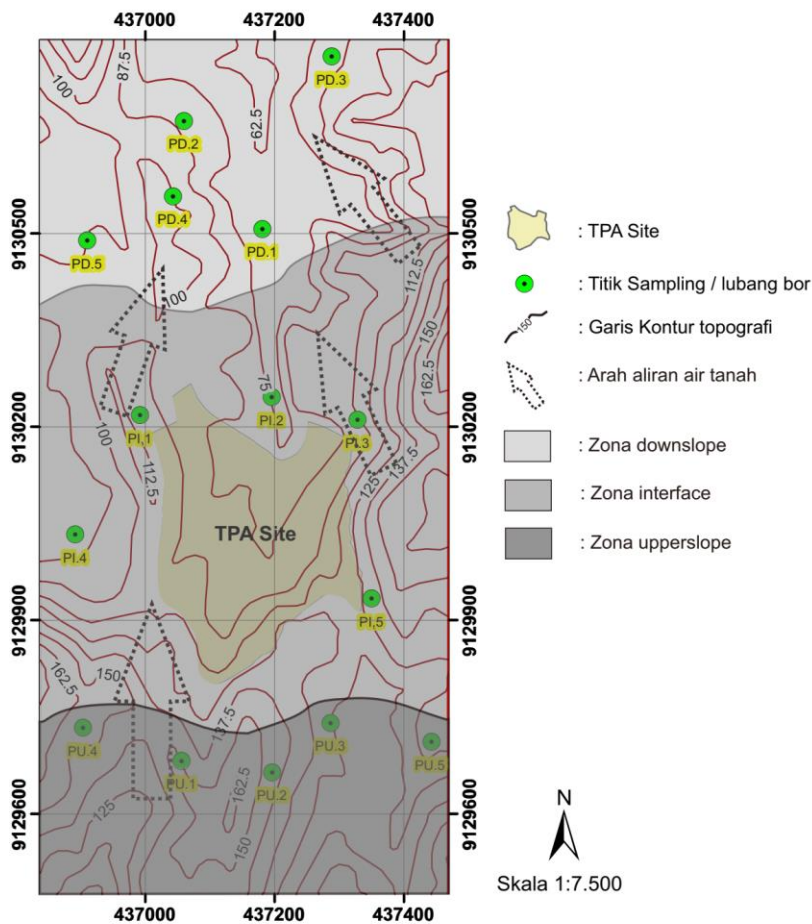 437000 437200 437400
100
87.5
62.5
PD.3
PD.2
PD.4
PD.1
PD.5
9130500
9130500
112.5
100
150
162.5
75
PI,1
PI.2
PI.3
9130200
9130200
100
112.5
137.5
125
TPA Site
PI.4
PI,5
9129900
9129900
150
162.5
137.5
PU.4
PU.3
PU.5
PU.1
PU.2
162.5
125
150
9129600
9129600
437000 437200 437400
: TPA Site
: Titik Sampling / lubang bor
150
: Garis Kontur topografi
: Arah aliran air tanah
: Zona downslope
: Zona interface
: Zona upperslope
N
Skala 1:7.500